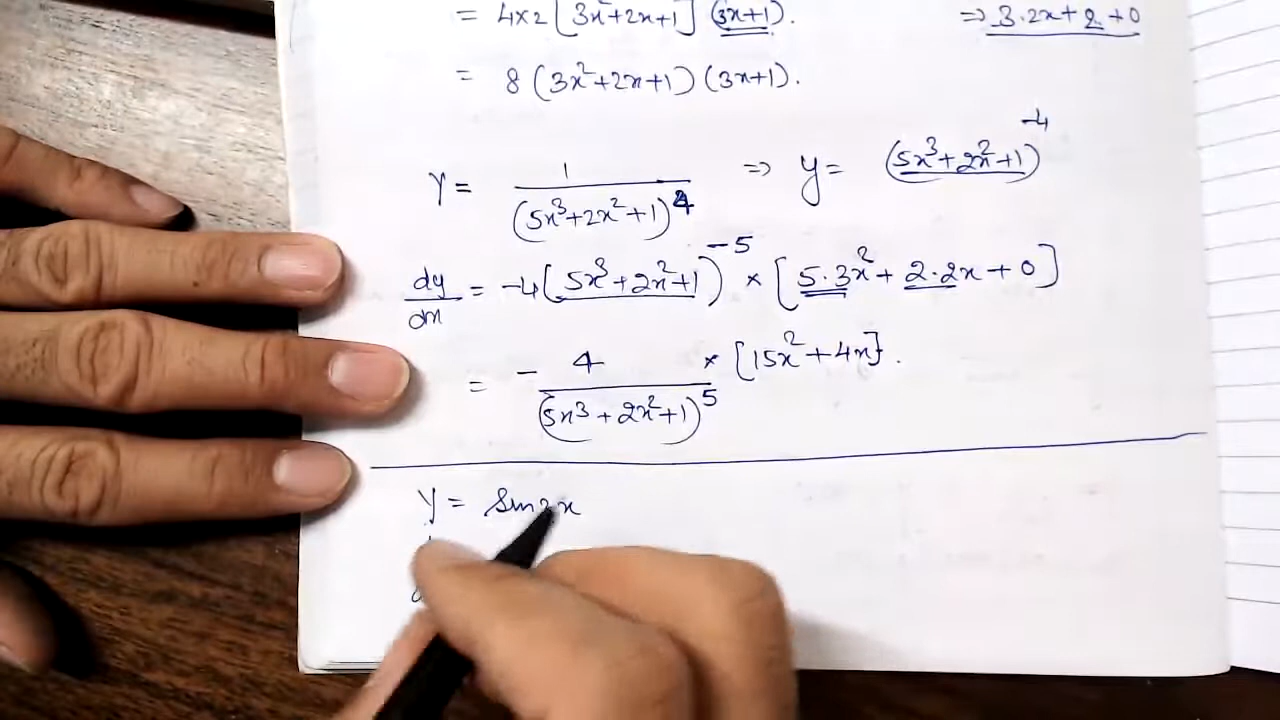 = 4×2 [3x²+2x+1] (3x+1). ⇒ 3·2x+2+0
= 8 (3x²+2x+1) (3x+1).
Y = 1/(5x³+2x²+1)⁴ ⇒ y = (5x³+2x²+1)⁻⁴
dy/dx = -4(5x³+2x²+1)⁻⁵ × [5·3x²+2·2x+0]
= - 4/(5x³+2x²+1)⁵ × [15x²+4x].
Y = Sin2x